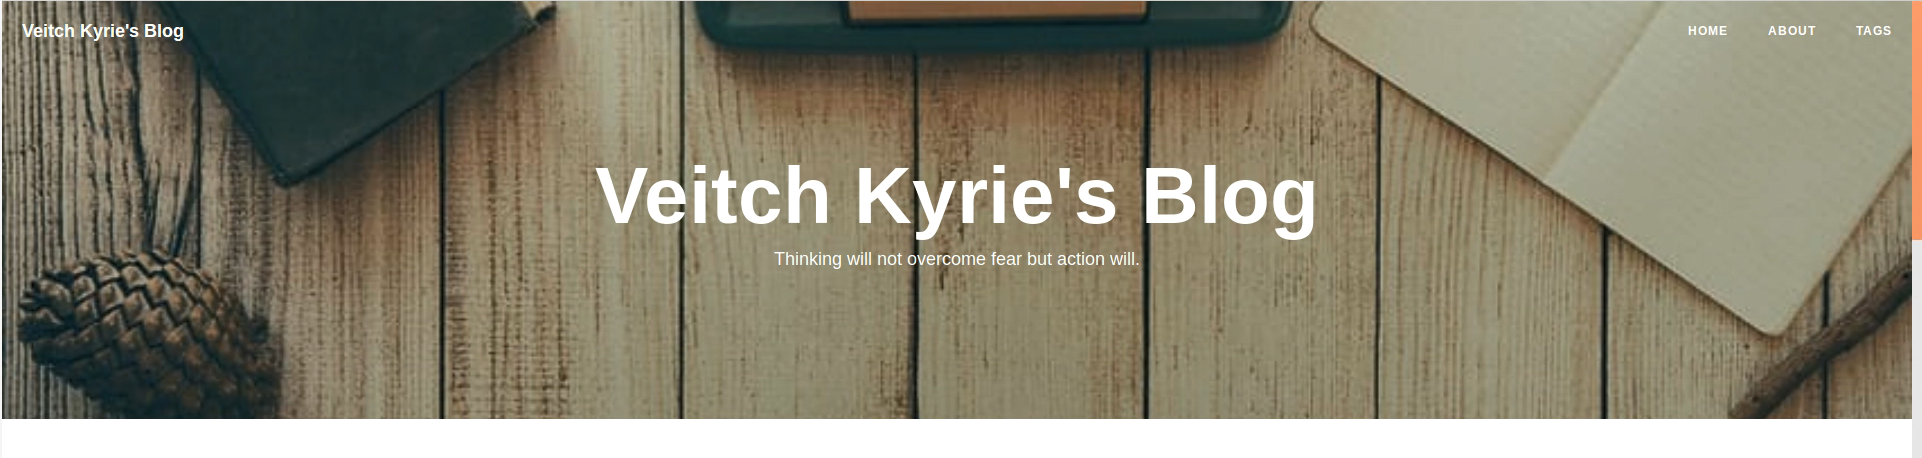 Veitch Kyrie's Blog
HOME ABOUT TAGS
Veitch Kyrie's Blog
Thinking will not overcome fear but action will.